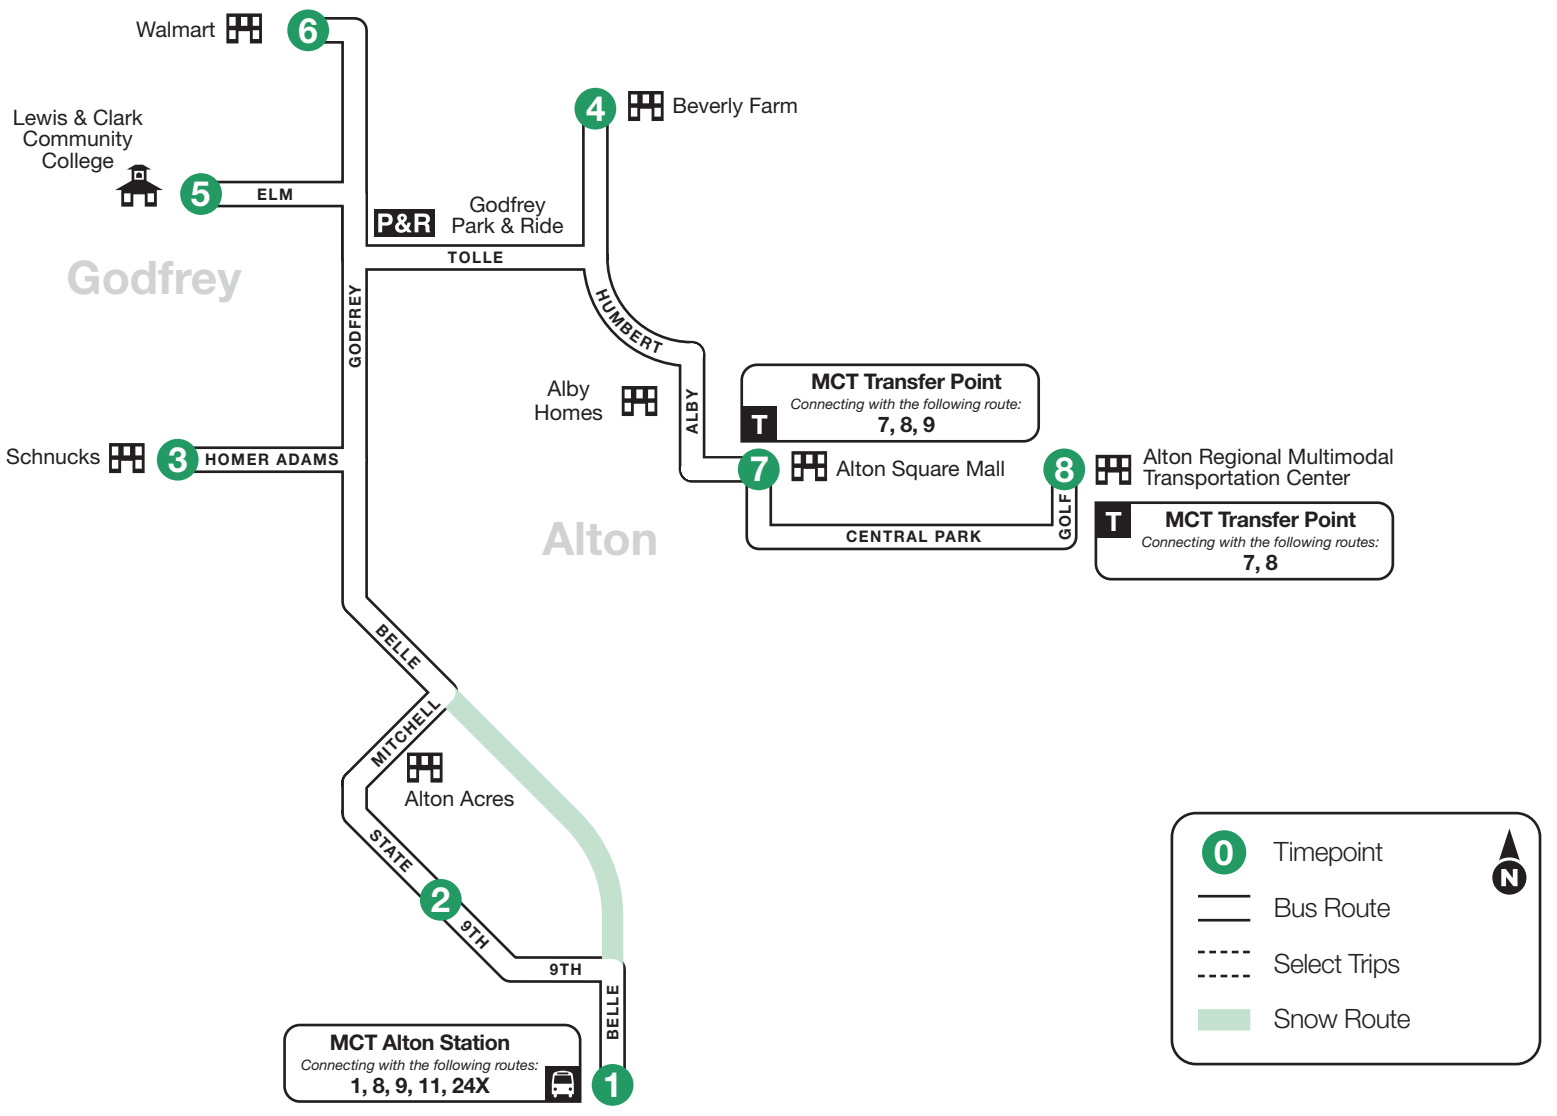 Walmart
6
4
Beverly Farm
Lewis & Clark
Community
College
5
ELM
P&R
Godfrey
Park & Ride
TOLLE
Godfrey
GODFREY
HUMBERT
Alby
Homes
ALBY
MCT Transfer Point
Connecting with the following route:
T
7, 8, 9
Schnucks
3
HOMER ADAMS
7
Alton Square Mall
8
Alton Regional Multimodal
Transportation Center
GOLF
T
MCT Transfer Point
Connecting with the following routes:
7, 8
Alton
CENTRAL PARK
BELLE
MITCHELL
Alton Acres
STATE
2
9TH
9TH
BELLE
MCT Alton Station
Connecting with the following routes:
1, 8, 9, 11, 24X
1
0
Timepoint
N
Bus Route
Select Trips
Snow Route